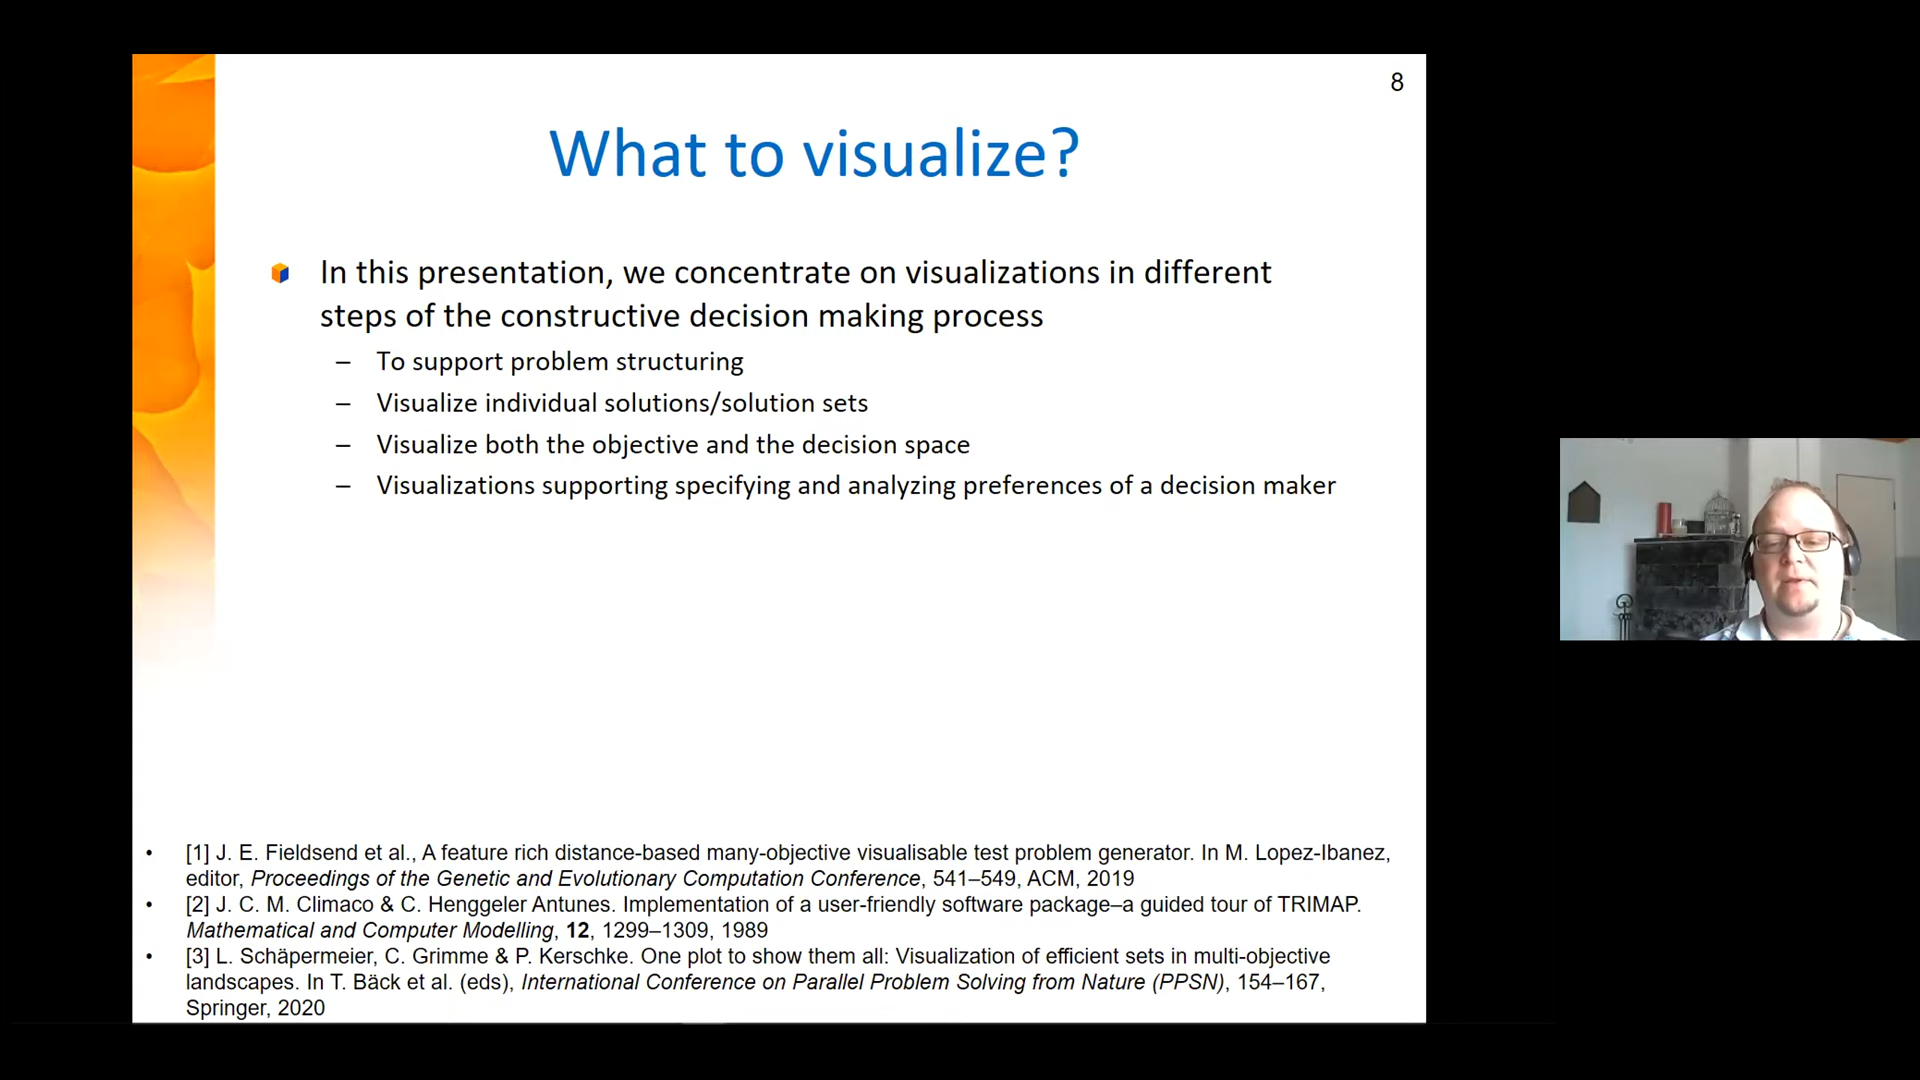 8
What to visualize?
In this presentation, we concentrate on visualizations in different
steps of the constructive decision making process
– To support problem structuring
– Visualize individual solutions/solution sets
– Visualize both the objective and the decision space
– Visualizations supporting specifying and analyzing preferences of a decision maker
• [1] J. E. Fieldsend et al., A feature rich distance-based many-objective visualisable test problem generator. In M. Lopez-Ibanez,
editor, Proceedings of the Genetic and Evolutionary Computation Conference, 541–549, ACM, 2019
• [2] J. C. M. Climaco & C. Henggeler Antunes. Implementation of a user-friendly software package–a guided tour of TRIMAP.
Mathematical and Computer Modelling, 12, 1299–1309, 1989
• [3] L. Schäpermeier, C. Grimme & P. Kerschke. One plot to show them all: Visualization of efficient sets in multi-objective
landscapes. In T. Bäck et al. (eds), International Conference on Parallel Problem Solving from Nature (PPSN), 154–167,
Springer, 2020